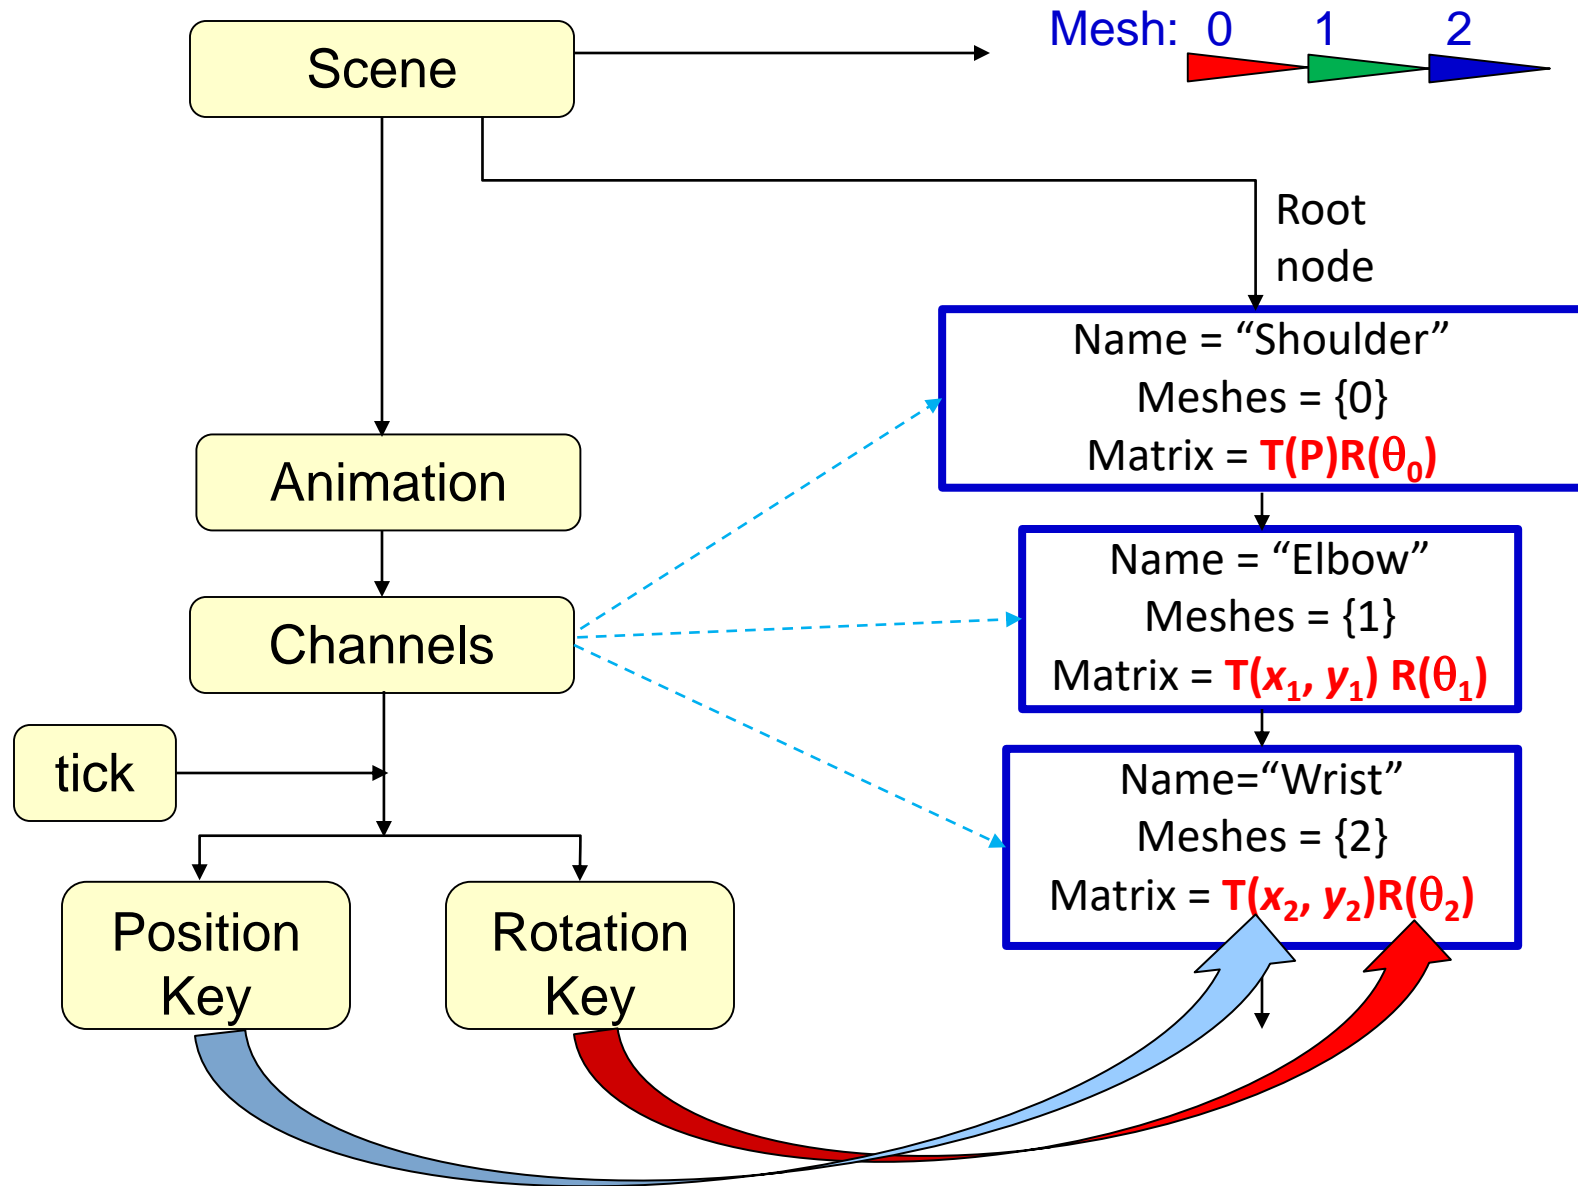 Scene
Mesh: 0 1 2
Root
node
Name = “Shoulder”
Meshes = {0}
Matrix = T(P)R(θ₀)
Animation
Name = “Elbow”
Meshes = {1}
Matrix = T(x₁, y₁) R(θ₁)
Channels
tick
Name=“Wrist”
Meshes = {2}
Matrix = T(x₂, y₂)R(θ₂)
Position
Key
Rotation
Key